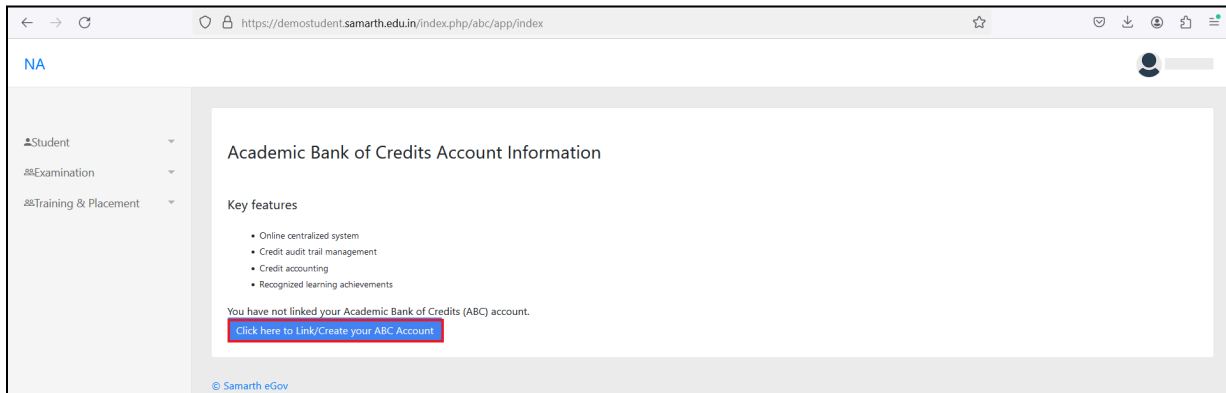 https://demostudent.samarth.edu.in/index.php/abc/app/index
NA
Student
Examination
Training & Placement
Academic Bank of Credits Account Information
Key features
• Online centralized system
• Credit audit trail management
• Credit accounting
• Recognized learning achievements
You have not linked your Academic Bank of Credits (ABC) account.
Click here to Link/Create your ABC Account
© Samarth eGov